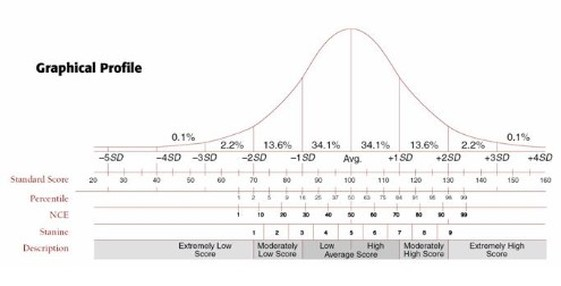 Graphical Profile
0.1% 2.2% 13.6% 34.1% 34.1% 13.6% 2.2% 0.1%
–5SD –4SD –3SD –2SD –1SD Avg. +1SD +2SD +3SD +4SD
Standard Score 20 30 40 50 60 70 80 90 100 110 120 130 140 150 160
Percentile 1 2 5 9 16 25 37 50 63 75 84 91 95 98 99
NCE 1 10 20 30 40 50 60 70 80 90 99
Stanine 1 2 3 4 5 6 7 8 9
Description Extremely Low Score Moderately Low Score Low High Average Score Moderately High Score Extremely High Score